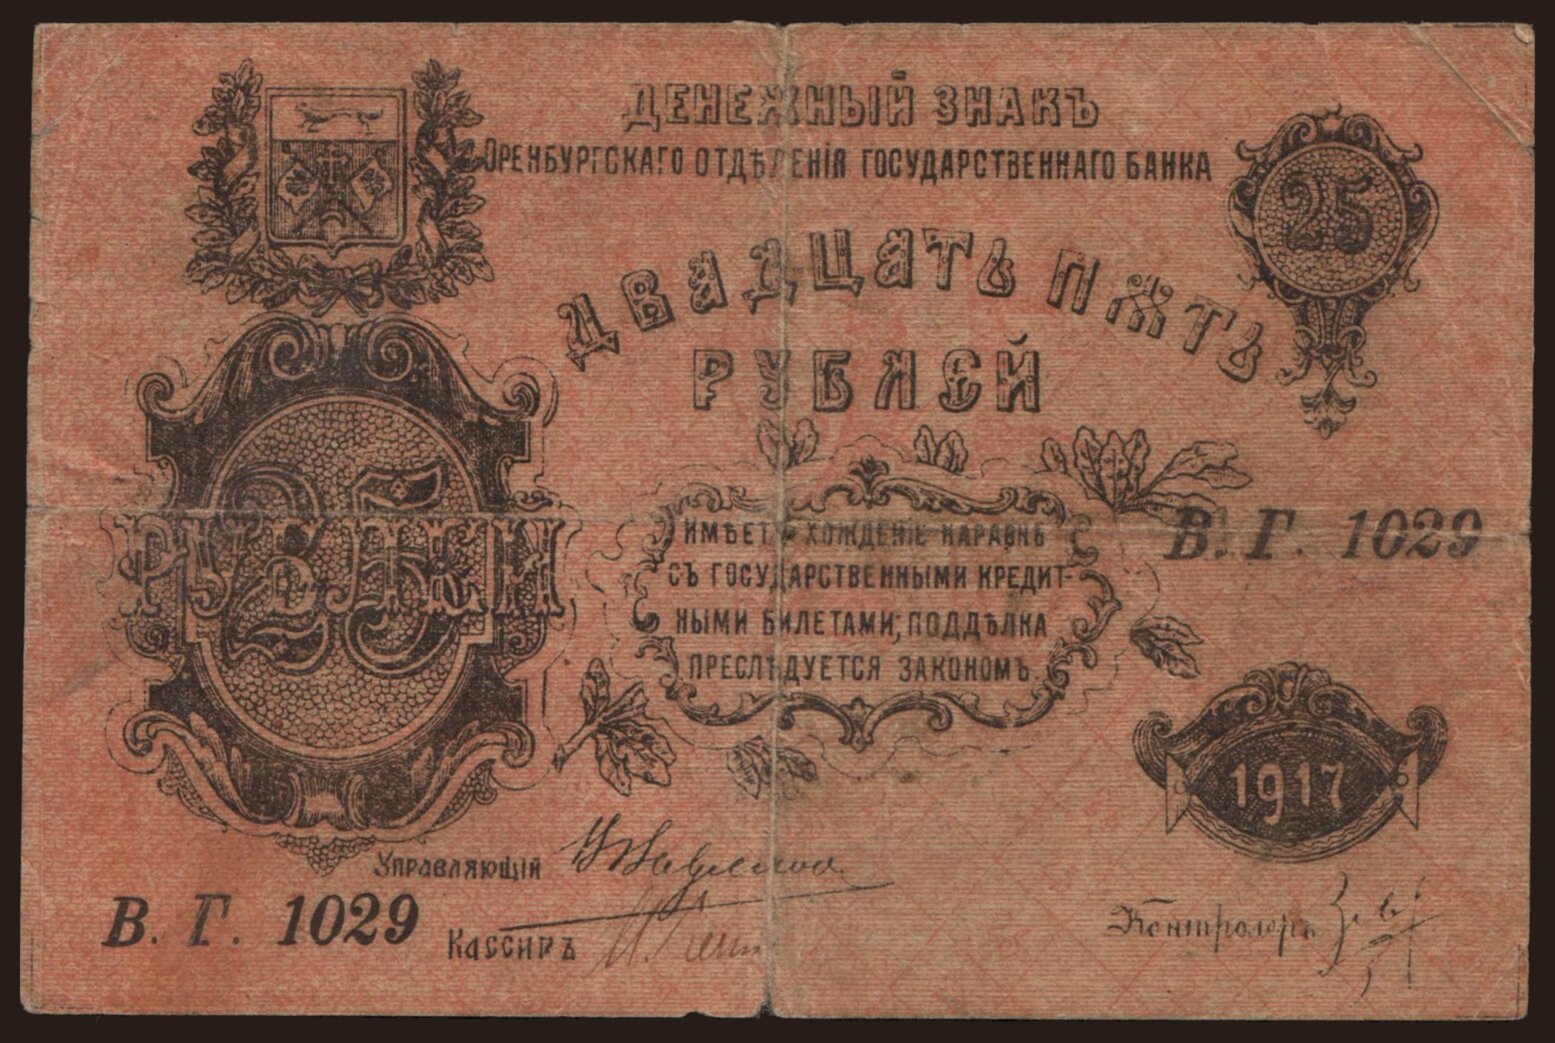 ДЕНЕЖНЫЙ ЗНАКЪ
ОРЕНБУРГСКАГО ОТДѢЛЕНІЯ ГОСУДАРСТВЕННАГО БАНКА
25
ДВАДЦАТЬ ПЯТЬ
РУБЛЕЙ
25
РУБЛЕЙ
ИМѢЕТЪ ХОЖДЕНІЕ НАРАВНѢ
СЪ ГОСУДАРСТВЕННЫМИ КРЕДИТ-
НЫМИ БИЛЕТАМИ; ПОДДѢЛКА
ПРЕСЛѢДУЕТСЯ ЗАКОНОМЪ.
В. Г. 1029
1917
УПРАВЛЯЮЩІЙ
В. Г. 1029
КАССИРЪ
Контролеръ